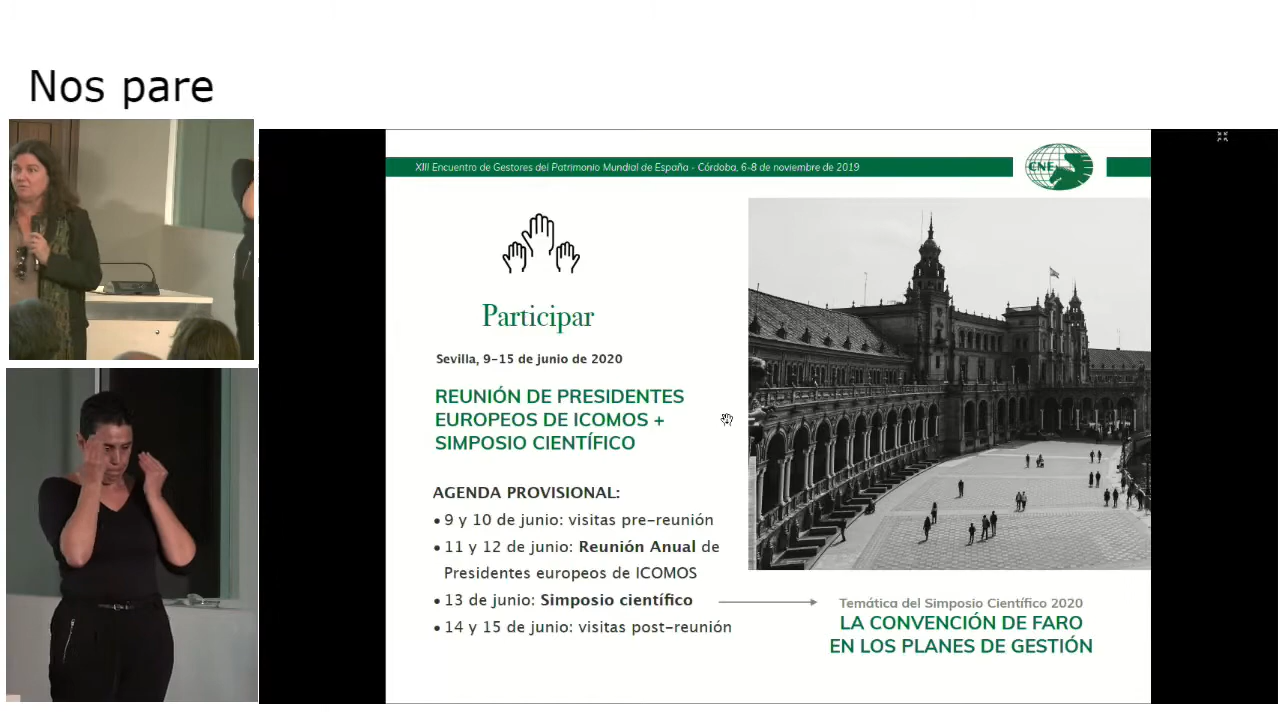 Nos pare
XIII Encuentro de Gestores del Patrimonio Mundial de España - Córdoba, 6-8 de noviembre de 2019
CNE
Participar
Sevilla, 9-15 de junio de 2020
REUNIÓN DE PRESIDENTES
EUROPEOS DE ICOMOS +
SIMPOSIO CIENTÍFICO
AGENDA PROVISIONAL:
• 9 y 10 de junio: visitas pre-reunión
• 11 y 12 de junio: Reunión Anual de
Presidentes europeos de ICOMOS
• 13 de junio: Simposio científico
• 14 y 15 de junio: visitas post-reunión
Temática del Simposio Científico 2020
LA CONVENCIÓN DE FARO
EN LOS PLANES DE GESTIÓN